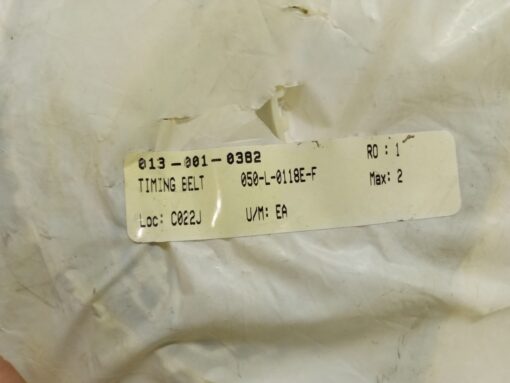 013-001-0382 RO : 1
TIMING BELT 050-L-0118E-F Max: 2
Loc: C022J U/M: EA